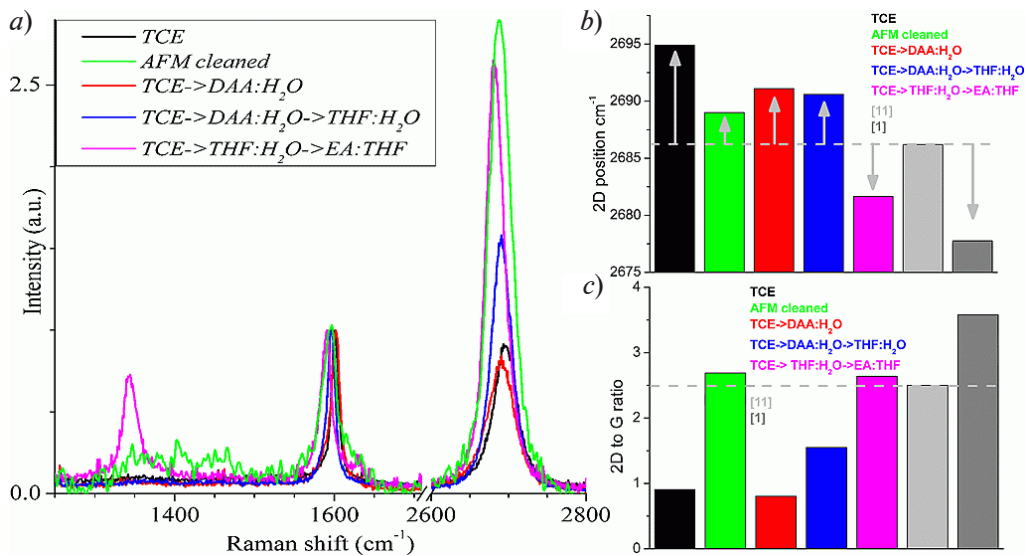 a)
TCE
AFM cleaned
TCE->DAA:H₂O
TCE->DAA:H₂O->THF:H₂O
TCE->THF:H₂O->EA:THF
2.5
0.0
Intensity (a.u.)
1400
1600
2600
2800
Raman shift (cm⁻¹)
b)
TCE
AFM cleaned
TCE->DAA:H₂O
TCE->DAA:H₂O->THF:H₂O
TCE->THF:H₂O->EA:THF
[11]
[1]
2695
2690
2685
2680
2675
2D position cm⁻¹
c)
TCE
AFM cleaned
TCE->DAA:H₂O
TCE->DAA:H₂O->THF:H₂O
TCE-> THF:H₂O->EA:THF
[11]
[1]
4
3
2
1
0
2D to G ratio